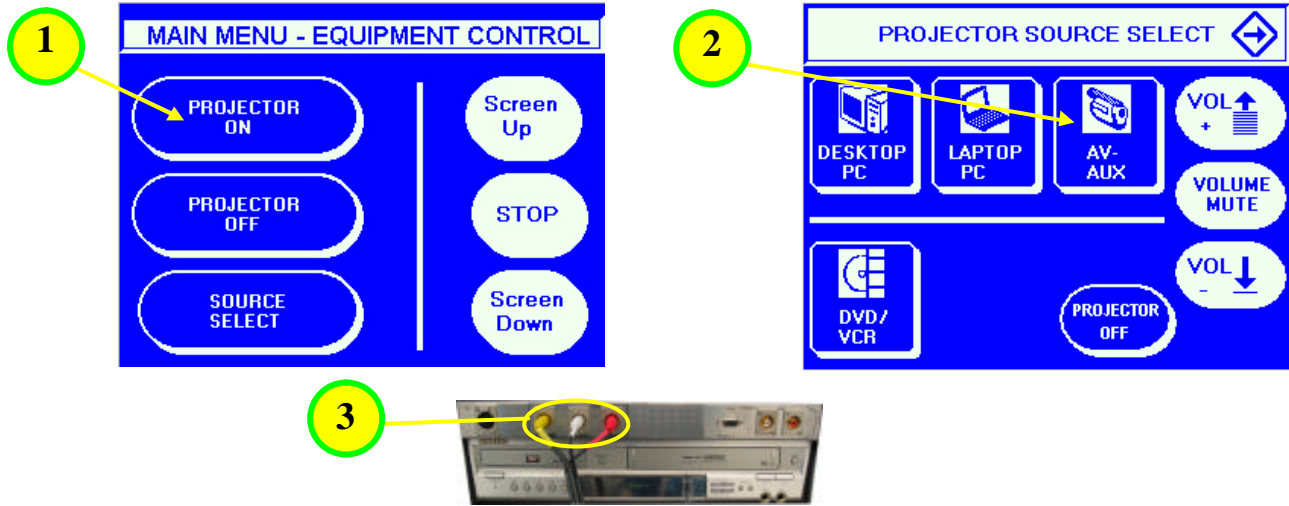 1
MAIN MENU - EQUIPMENT CONTROL
PROJECTOR
ON
PROJECTOR
OFF
SOURCE
SELECT
Screen
Up
STOP
Screen
Down
2
PROJECTOR SOURCE SELECT
DESKTOP
PC
LAPTOP
PC
AV-
AUX
VOL
+
VOLUME
MUTE
VOL
-
DVD/
VCR
PROJECTOR
OFF
3